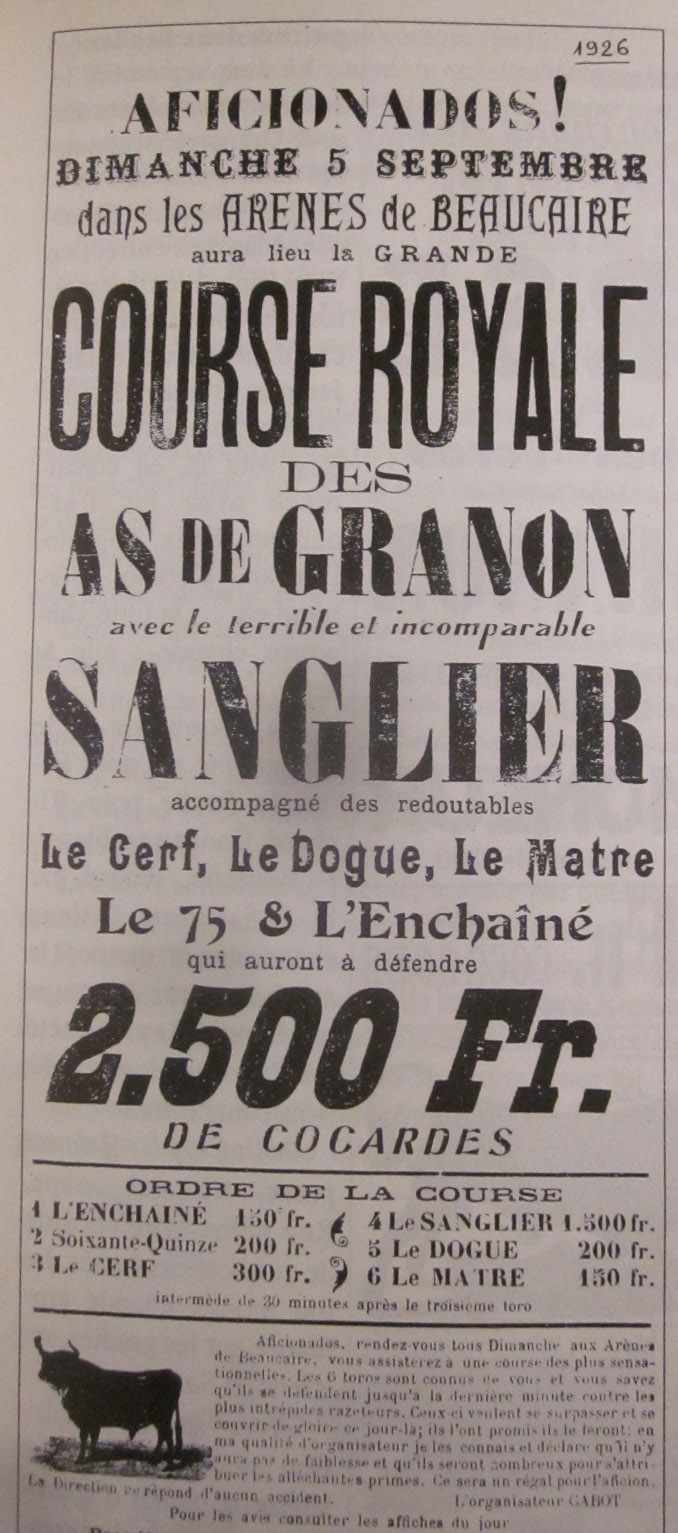 1926
AFICIONADOS!
DIMANCHE 5 SEPTEMBRE
dans les ARENES de BEAUCAIRE
aura lieu la GRANDE
COURSE ROYALE
DES
AS DE GRANON
avec le terrible et incomparable
SANGLIER
accompagné des redoutables
Le Cerf, Le Dogue, Le Matre
Le 75 & L'Enchaîné
qui auront à défendre
2.500 Fr.
DE COCARDES
ORDRE DE LA COURSE
1 L'ENCHAINÉ 150 fr.
2 Soixante-Quinze 200 fr.
3 Le CERF 300 fr.
4 Le SANGLIER 1.500 fr.
5 Le DOGUE 200 fr.
6 Le MATRE 150 fr.
intermède de 30 minutes après le troisième toro
Aficionados, rendez-vous tous Dimanche aux Arènes
de Beaucaire, vous assisterez à une course des plus sensa-
tionnelles. Les 6 toros sont connus de vous et vous savez
qu'ils se défendent jusqu'à la dernière minute contre les
plus intrépides razeteurs. Ceux-ci veulent se surpasser et se
couvrir de gloire ce jour-là; ils l'ont promis ils le feront; en
ma qualité d'organisateur je les connais et déclare qu'il n'y
aura pas de faiblesse et qu'ils seront nombreux pour s'attri-
buer les alléchantes primes. Ce sera un régal pour l'aficion.
La Direction ne répond d'aucun accident.
L'organisateur GABOT
Pour les avis consulter les affiches du jour